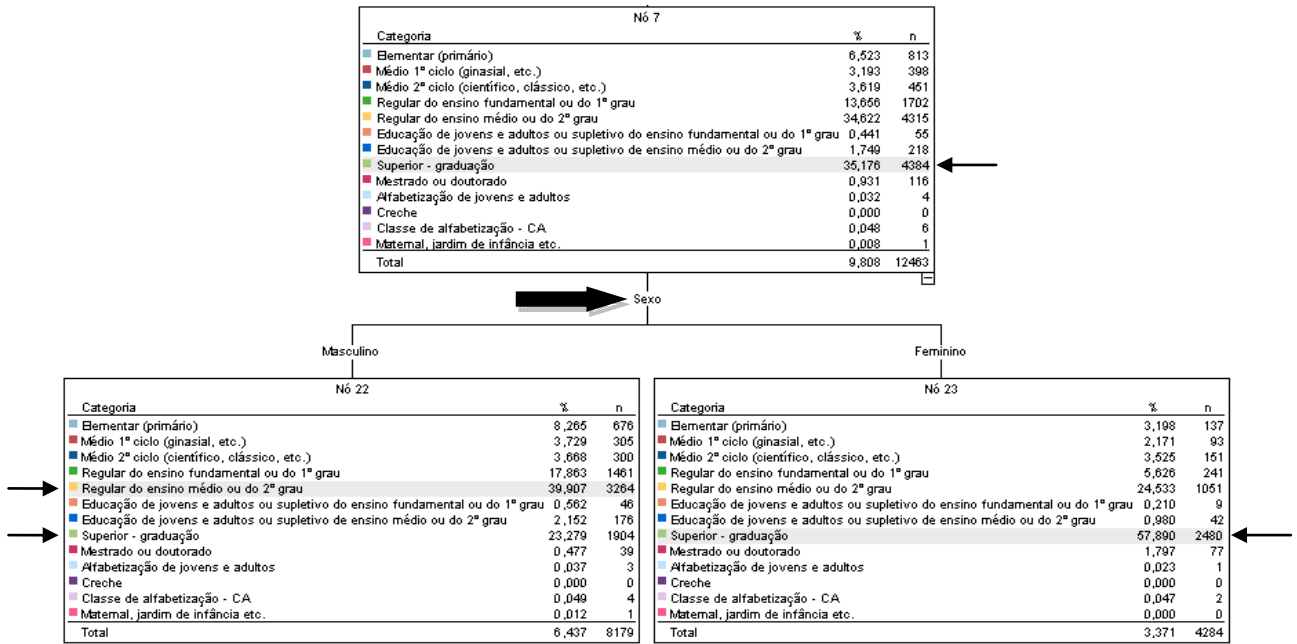 Nó 7
Categoria % n
Elementar (primário) 6,523 813
Médio 1º ciclo (ginasial, etc.) 3,193 398
Médio 2º ciclo (científico, clássico, etc.) 3,619 451
Regular do ensino fundamental ou do 1º grau 13,656 1702
Regular do ensino médio ou do 2º grau 34,622 4315
Educação de jovens e adultos ou supletivo do ensino fundamental ou do 1º grau 0,441 55
Educação de jovens e adultos ou supletivo de ensino médio ou do 2º grau 1,749 218
Superior - graduação 35,176 4384
Mestrado ou doutorado 0,931 116
Alfabetização de jovens e adultos 0,032 4
Creche 0,000 0
Classe de alfabetização - CA 0,048 6
Maternal, jardim de infância etc. 0,008 1
Total 9,808 12463
Sexo
Masculino
Feminino
Nó 22
Categoria % n
Elementar (primário) 8,265 676
Médio 1º ciclo (ginasial, etc.) 3,729 305
Médio 2º ciclo (científico, clássico, etc.) 3,668 300
Regular do ensino fundamental ou do 1º grau 17,863 1461
Regular do ensino médio ou do 2º grau 39,907 3264
Educação de jovens e adultos ou supletivo do ensino fundamental ou do 1º grau 0,562 46
Educação de jovens e adultos ou supletivo de ensino médio ou do 2º grau 2,152 176
Superior - graduação 23,279 1904
Mestrado ou doutorado 0,477 39
Alfabetização de jovens e adultos 0,037 3
Creche 0,000 0
Classe de alfabetização - CA 0,049 4
Maternal, jardim de infância etc. 0,012 1
Total 6,437 8179
Nó 23
Categoria % n
Elementar (primário) 3,198 137
Médio 1º ciclo (ginasial, etc.) 2,171 93
Médio 2º ciclo (científico, clássico, etc.) 3,525 151
Regular do ensino fundamental ou do 1º grau 5,626 241
Regular do ensino médio ou do 2º grau 24,533 1051
Educação de jovens e adultos ou supletivo do ensino fundamental ou do 1º grau 0,210 9
Educação de jovens e adultos ou supletivo de ensino médio ou do 2º grau 0,980 42
Superior - graduação 57,890 2480
Mestrado ou doutorado 1,797 77
Alfabetização de jovens e adultos 0,023 1
Creche 0,000 0
Classe de alfabetização - CA 0,047 2
Maternal, jardim de infância etc. 0,000 0
Total 3,371 4284